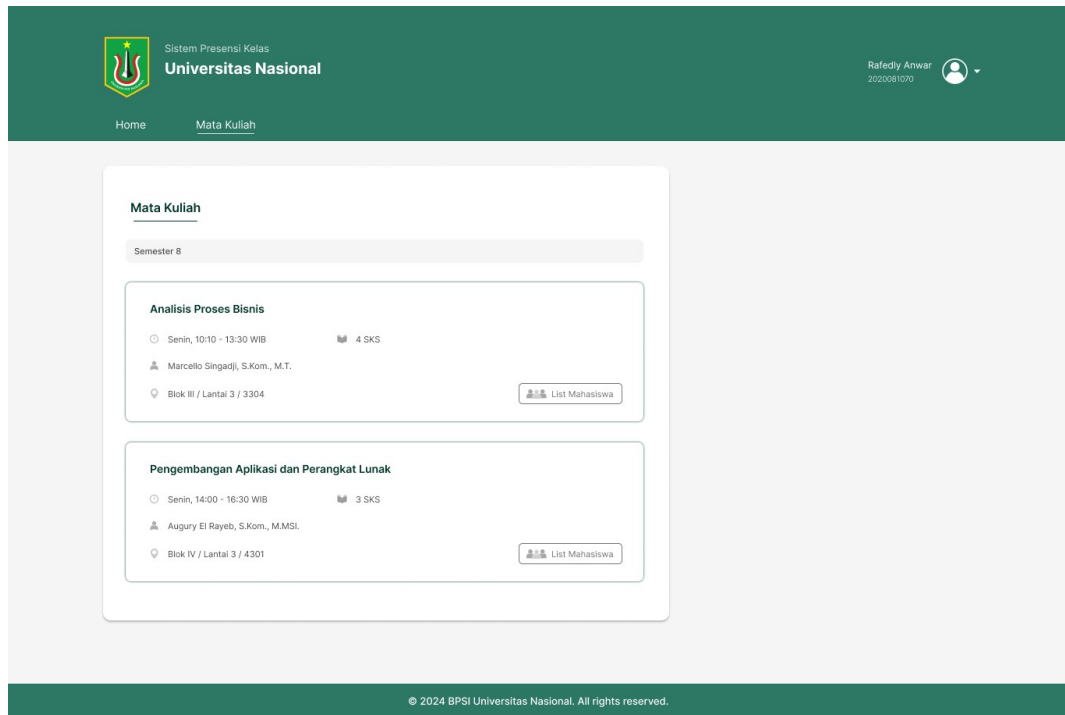 Sistem Presensi Kelas
Universitas Nasional
Rafedly Anwar
2020081070
Home Mata Kuliah
Mata Kuliah
Semester 8
Analisis Proses Bisnis
Senin, 10:10 - 13:30 WIB 4 SKS
Marcello Singadji, S.Kom., M.T.
Blok III / Lantai 3 / 3304 List Mahasiswa
Pengembangan Aplikasi dan Perangkat Lunak
Senin, 14:00 - 16:30 WIB 3 SKS
Augury El Rayeb, S.Kom., M.MSI.
Blok IV / Lantai 3 / 4301 List Mahasiswa
© 2024 BPSI Universitas Nasional. All rights reserved.